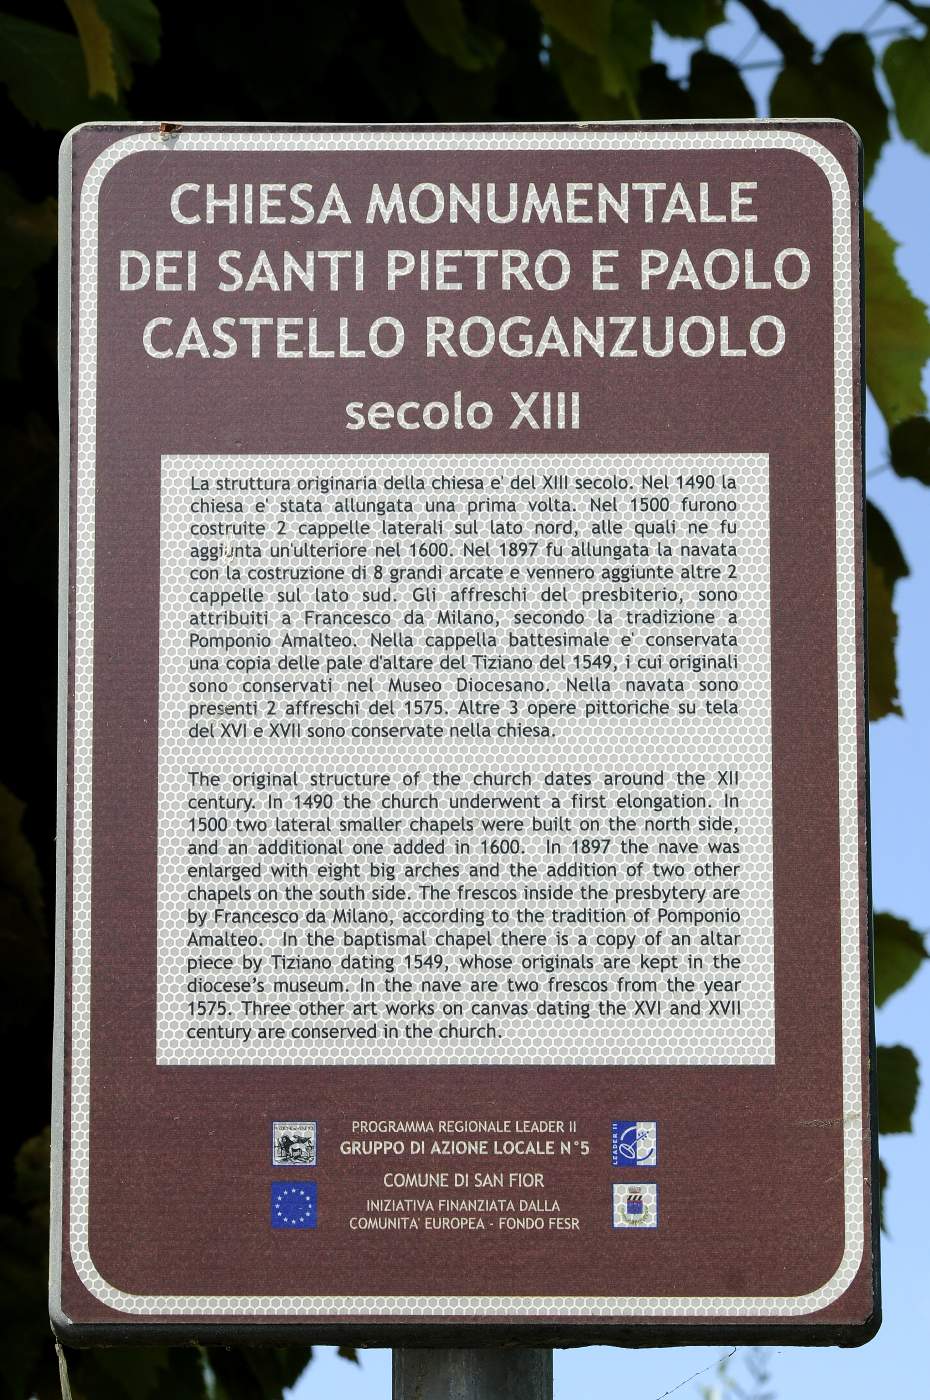 CHIESA MONUMENTALE
DEI SANTI PIETRO E PAOLO
CASTELLO ROGANZUOLO
secolo XIII
La struttura originaria della chiesa e' del XIII secolo. Nel 1490 la
chiesa e' stata allungata una prima volta. Nel 1500 furono
costruite 2 cappelle laterali sul lato nord, alle quali ne fu
aggiunta un'ulteriore nel 1600. Nel 1897 fu allungata la navata
con la costruzione di 8 grandi arcate e vennero aggiunte altre 2
cappelle sul lato sud. Gli affreschi del presbiterio, sono
attribuiti a Francesco da Milano, secondo la tradizione a
Pomponio Amalteo. Nella cappella battesimale e' conservata
una copia delle pale d'altare del Tiziano del 1549, i cui originali
sono conservati nel Museo Diocesano. Nella navata sono
presenti 2 affreschi del 1575. Altre 3 opere pittoriche su tela
del XVI e XVII sono conservate nella chiesa.
The original structure of the church dates around the XII
century. In 1490 the church underwent a first elongation. In
1500 two lateral smaller chapels were built on the north side,
and an additional one added in 1600. In 1897 the nave was
enlarged with eight big arches and the addition of two other
chapels on the south side. The frescos inside the presbytery are
by Francesco da Milano, according to the tradition of Pomponio
Amalteo. In the baptismal chapel there is a copy of an altar
piece by Tiziano dating 1549, whose originals are kept in the
diocese's museum. In the nave are two frescos from the year
1575. Three other art works on canvas dating the XVI and XVII
century are conserved in the church.
PROGRAMMA REGIONALE LEADER II
GRUPPO DI AZIONE LOCALE N°5
LEADER II
COMUNE DI SAN FIOR
INIZIATIVA FINANZIATA DALLA
COMUNITA' EUROPEA - FONDO FESR